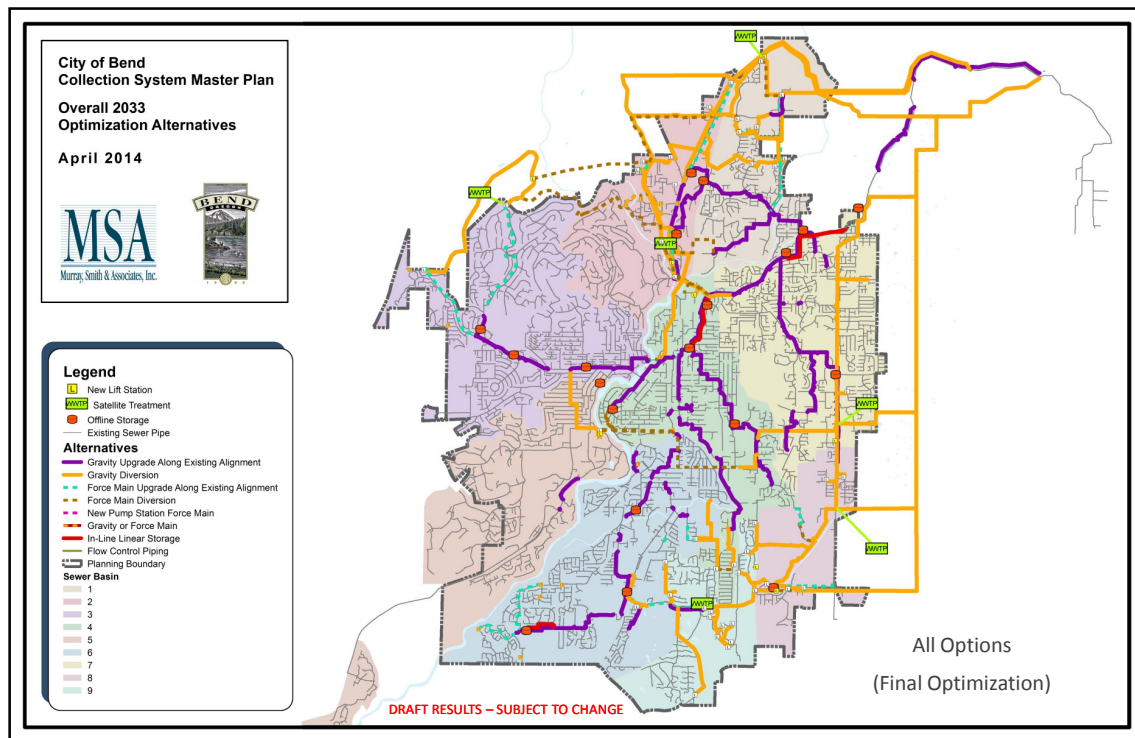 City of Bend
Collection System Master Plan
Overall 2033
Optimization Alternatives
April 2014
MSA
Murray, Smith & Associates, Inc.
BEND
OREGON
Legend
L New Lift Station
WWTP Satellite Treatment
Offline Storage
Existing Sewer Pipe
Alternatives
Gravity Upgrade Along Existing Alignment
Gravity Diversion
Force Main Upgrade Along Existing Alignment
Force Main Diversion
New Pump Station Force Main
Gravity or Force Main
In-Line Linear Storage
Flow Control Piping
Planning Boundary
Sewer Basin
1
2
3
4
5
6
7
8
9
WWTP
WWTP
WWTP
WWTP
WWTP
All Options
(Final Optimization)
DRAFT RESULTS – SUBJECT TO CHANGE